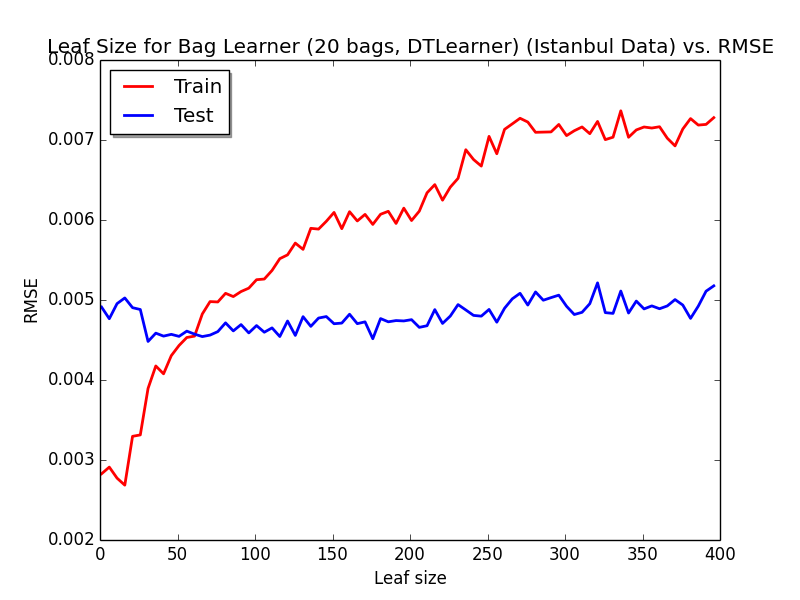 Leaf Size for Bag Learner (20 bags, DTLearner) (Istanbul Data) vs. RMSE
0.008
Train
Test
0.007
0.006
0.005
RMSE
0.004
0.003
0.002
0 50 100 150 200 250 300 350 400
Leaf size